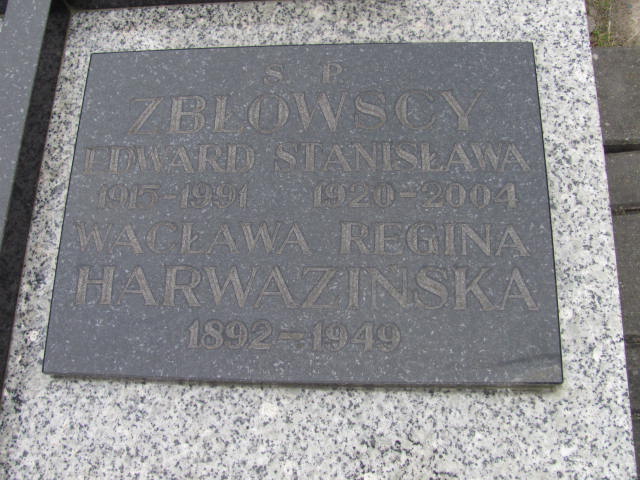 S. P.
ZBŁOWSCY
EDWARD STANISŁAWA
1915-1991 1920-2004
WACŁAWA REGINA
HARWAZIŃSKA
1892-1949